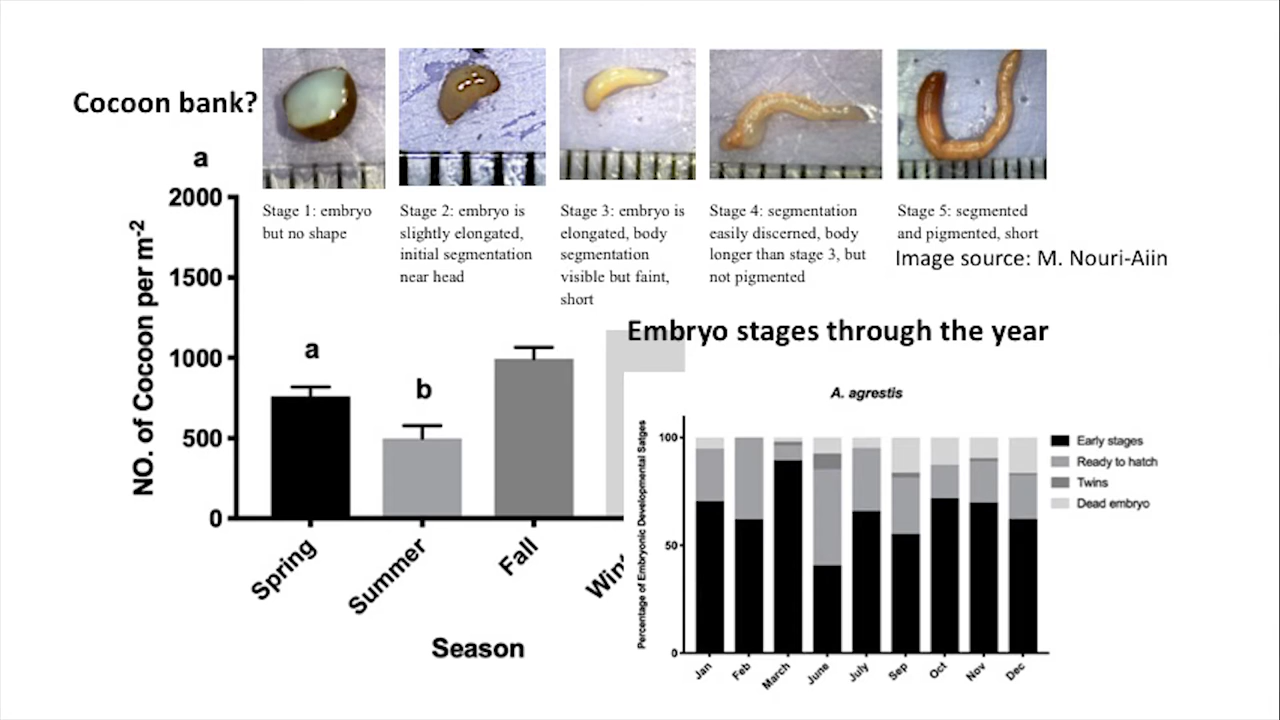 Cocoon bank?
Stage 1: embryo
but no shape
Stage 2: embryo is
slightly elongated,
initial segmentation
near head
Stage 3: embryo is
elongated, body
segmentation
visible but faint,
short
Stage 4: segmentation
easily discerned, body
longer than stage 3, but
not pigmented
Stage 5: segmented
and pigmented, short
Image source: M. Nouri-Aiin
a
NO. of Cocoon per m-2
2000
1500
1000
500
0
a
b
Spring
Summer
Fall
Season
Embryo stages through the year
A. agrestis
Percentage of Embryonic Developmental Satges
100
50
0
Jan
Feb
March
June
July
Sep
Oct
Nov
Dec
Early stages
Ready to hatch
Twins
Dead embryo